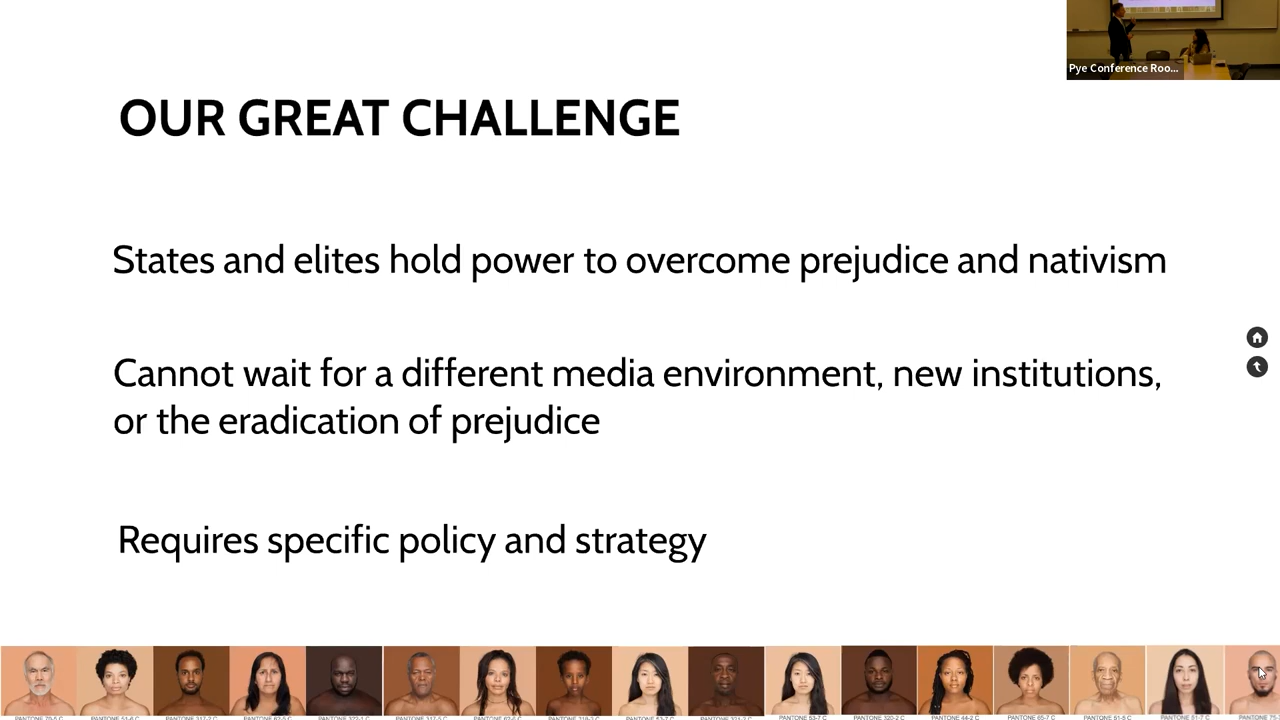 Pye Conference Roo...
OUR GREAT CHALLENGE
States and elites hold power to overcome prejudice and nativism
Cannot wait for a different media environment, new institutions,
or the eradication of prejudice
Requires specific policy and strategy